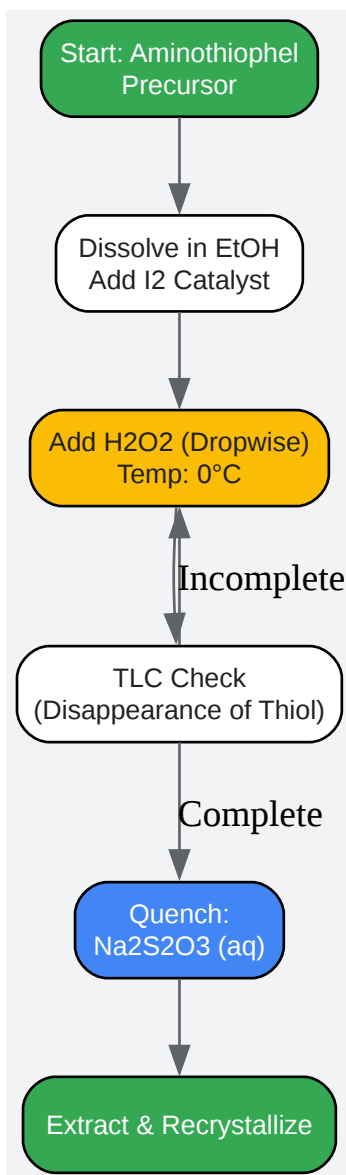 Start: Aminothiophel
Precursor
Dissolve in EtOH
Add I2 Catalyst
Add H2O2 (Dropwise)
Temp: 0°C
Incomplete
TLC Check
(Disappearance of Thiol)
Complete
Quench:
Na2S2O3 (aq)
Extract & Recrystallize